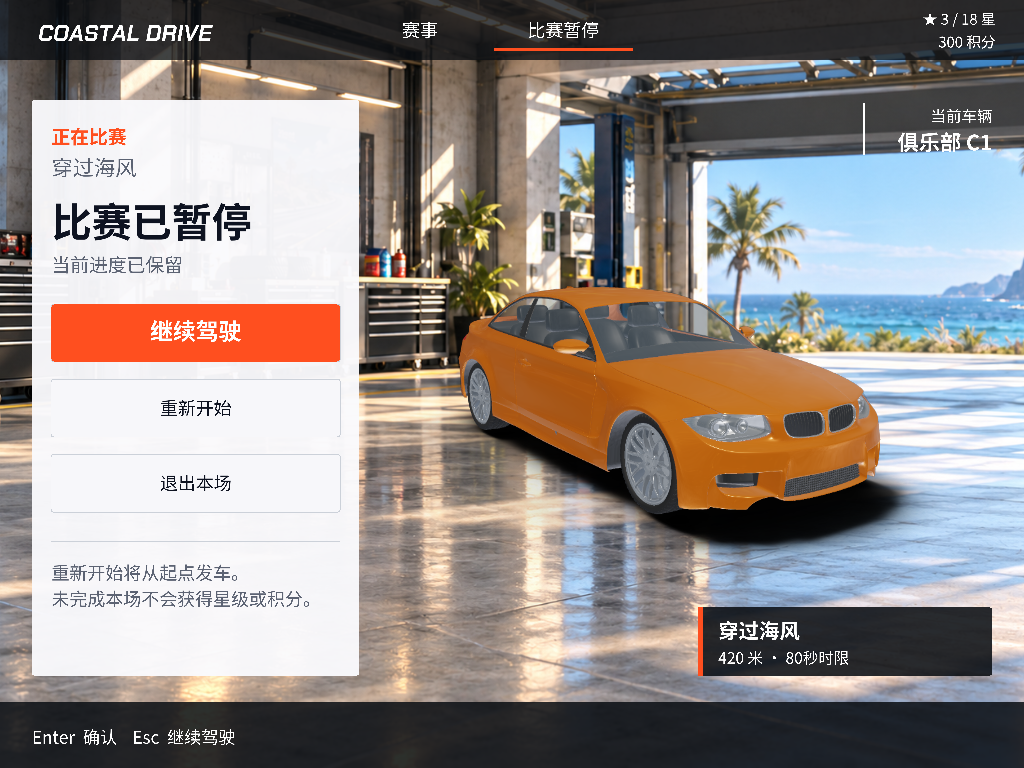 COASTAL DRIVE
赛事
比赛暂停
★ 3 / 18 星
300 积分
正在比赛
穿过海风
比赛已暂停
当前进度已保留
继续驾驶
重新开始
退出本场
重新开始将从起点发车。
未完成本场不会获得星级或积分。
当前车辆
俱乐部 C1
穿过海风
420 米 · 80秒时限
Enter 确认 Esc 继续驾驶